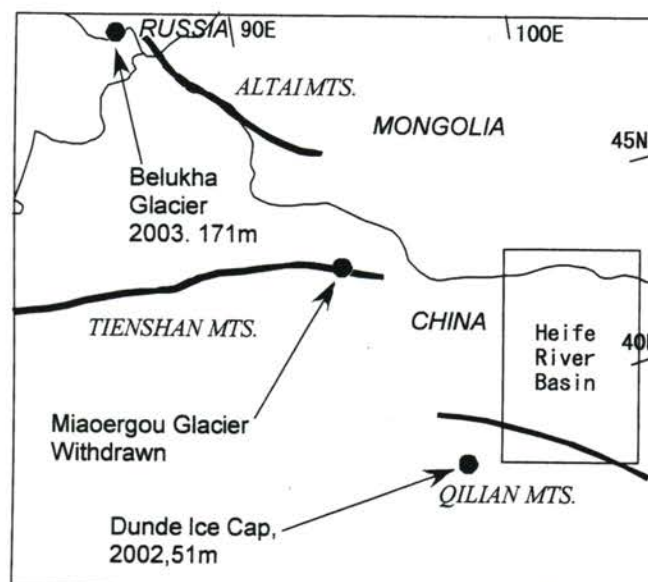 RUSSIA
90E
100E
ALTAI MTS.
MONGOLIA
45N
Belukha
Glacier
2003. 171m
TIENSHAN MTS.
CHINA
Heife
River
Basin
40N
Miaoergou Glacier
Withdrawn
QILIAN MTS.
Dunde Ice Cap,
2002,51m